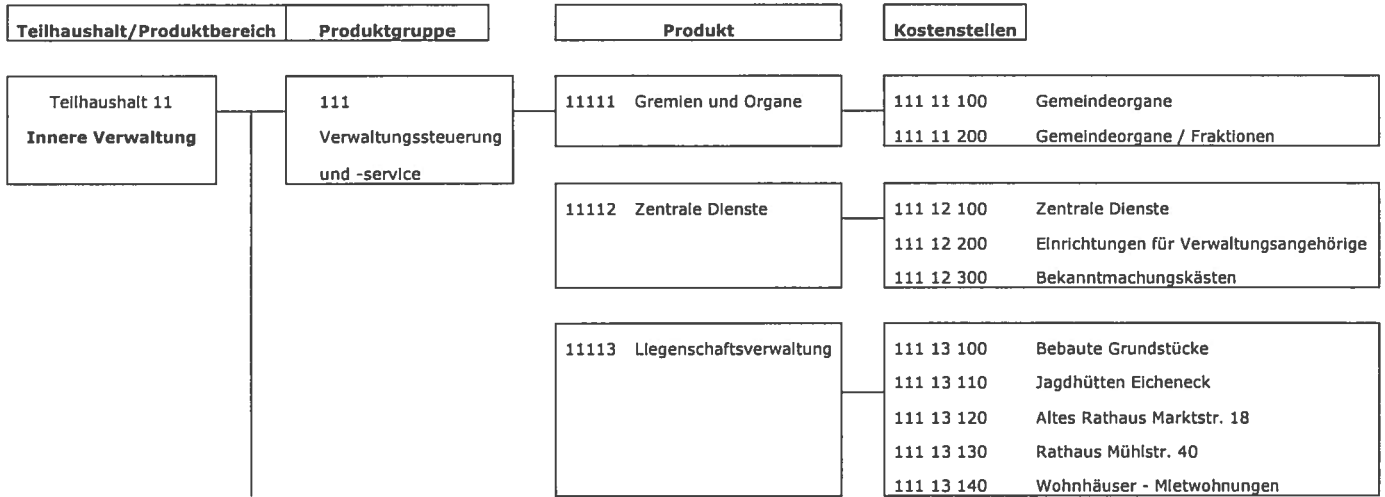 Teilhaushalt/Produktbereich Produktgruppe Produkt Kostenstellen
Teilhaushalt 11
Innere Verwaltung
111
Verwaltungssteuerung
und -service
11111 Gremien und Organe
111 11 100 Gemeindeorgane
111 11 200 Gemeindeorgane / Fraktionen
11112 Zentrale Dienste
111 12 100 Zentrale Dienste
111 12 200 Einrichtungen für Verwaltungsangehörige
111 12 300 Bekanntmachungskästen
11113 Liegenschaftsverwaltung
111 13 100 Bebaute Grundstücke
111 13 110 Jagdhütten Eicheneck
111 13 120 Altes Rathaus Marktstr. 18
111 13 130 Rathaus Mühlstr. 40
111 13 140 Wohnhäuser - Mietwohnungen